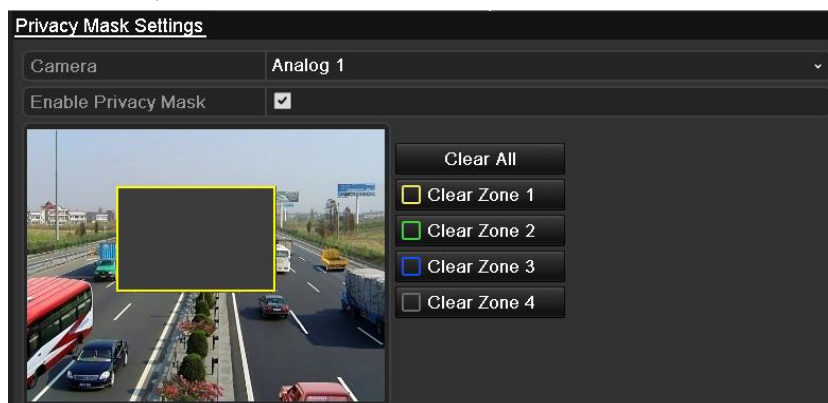 Privacy Mask Settings
Camera Analog 1
Enable Privacy Mask
Clear All
Clear Zone 1
Clear Zone 2
Clear Zone 3
Clear Zone 4